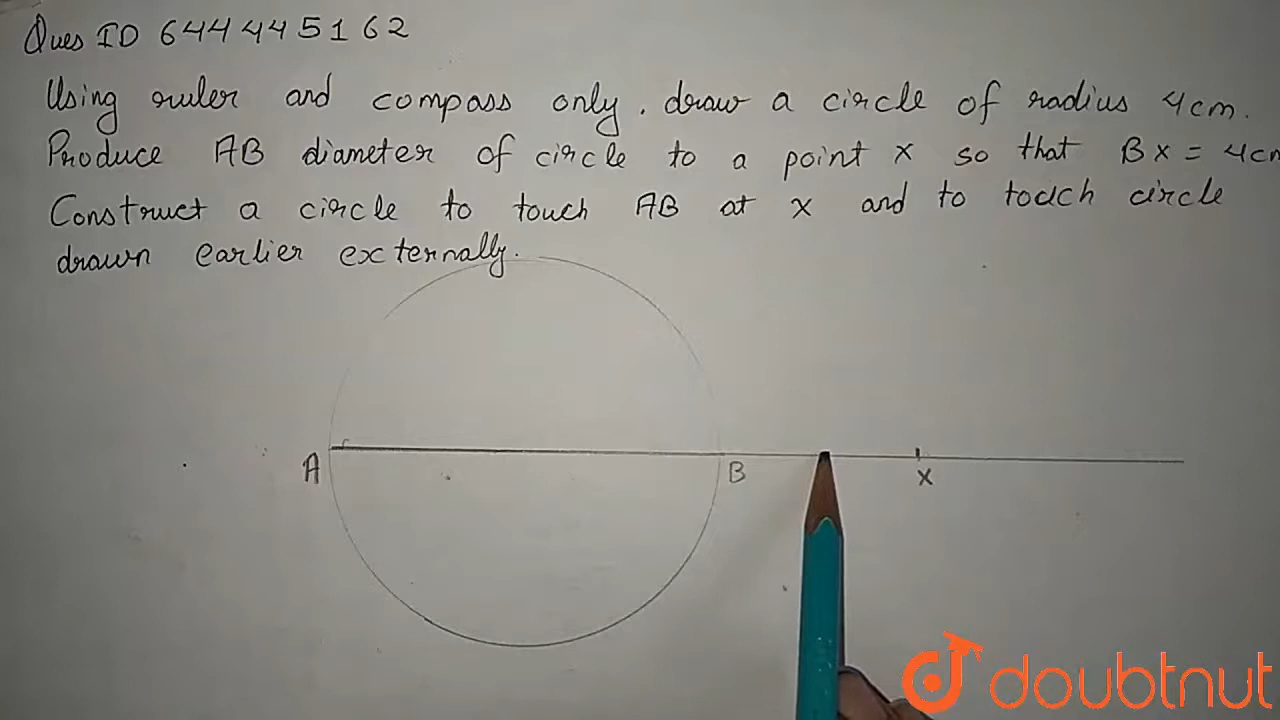 Ques ID 644445162
Using ruler and compass only. draw a circle of radius 4cm.
Produce AB diameter of circle to a point x so that Bx = 4cm
Construct a circle to touch AB at x and to touch circle
drawn earlier externally.
A B x
doubtnut